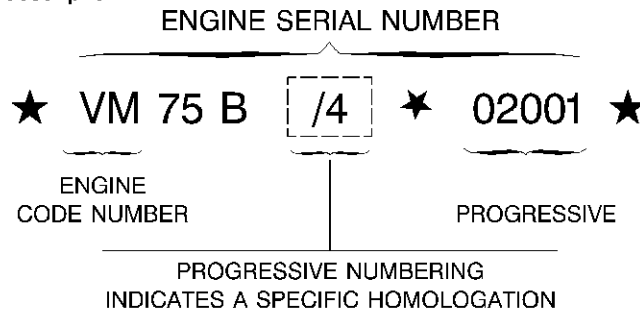 ENGINE SERIAL NUMBER
★ VM 75 B /4 ★ 02001 ★
ENGINE
CODE NUMBER
PROGRESSIVE
PROGRESSIVE NUMBERING
INDICATES A SPECIFIC HOMOLOGATION